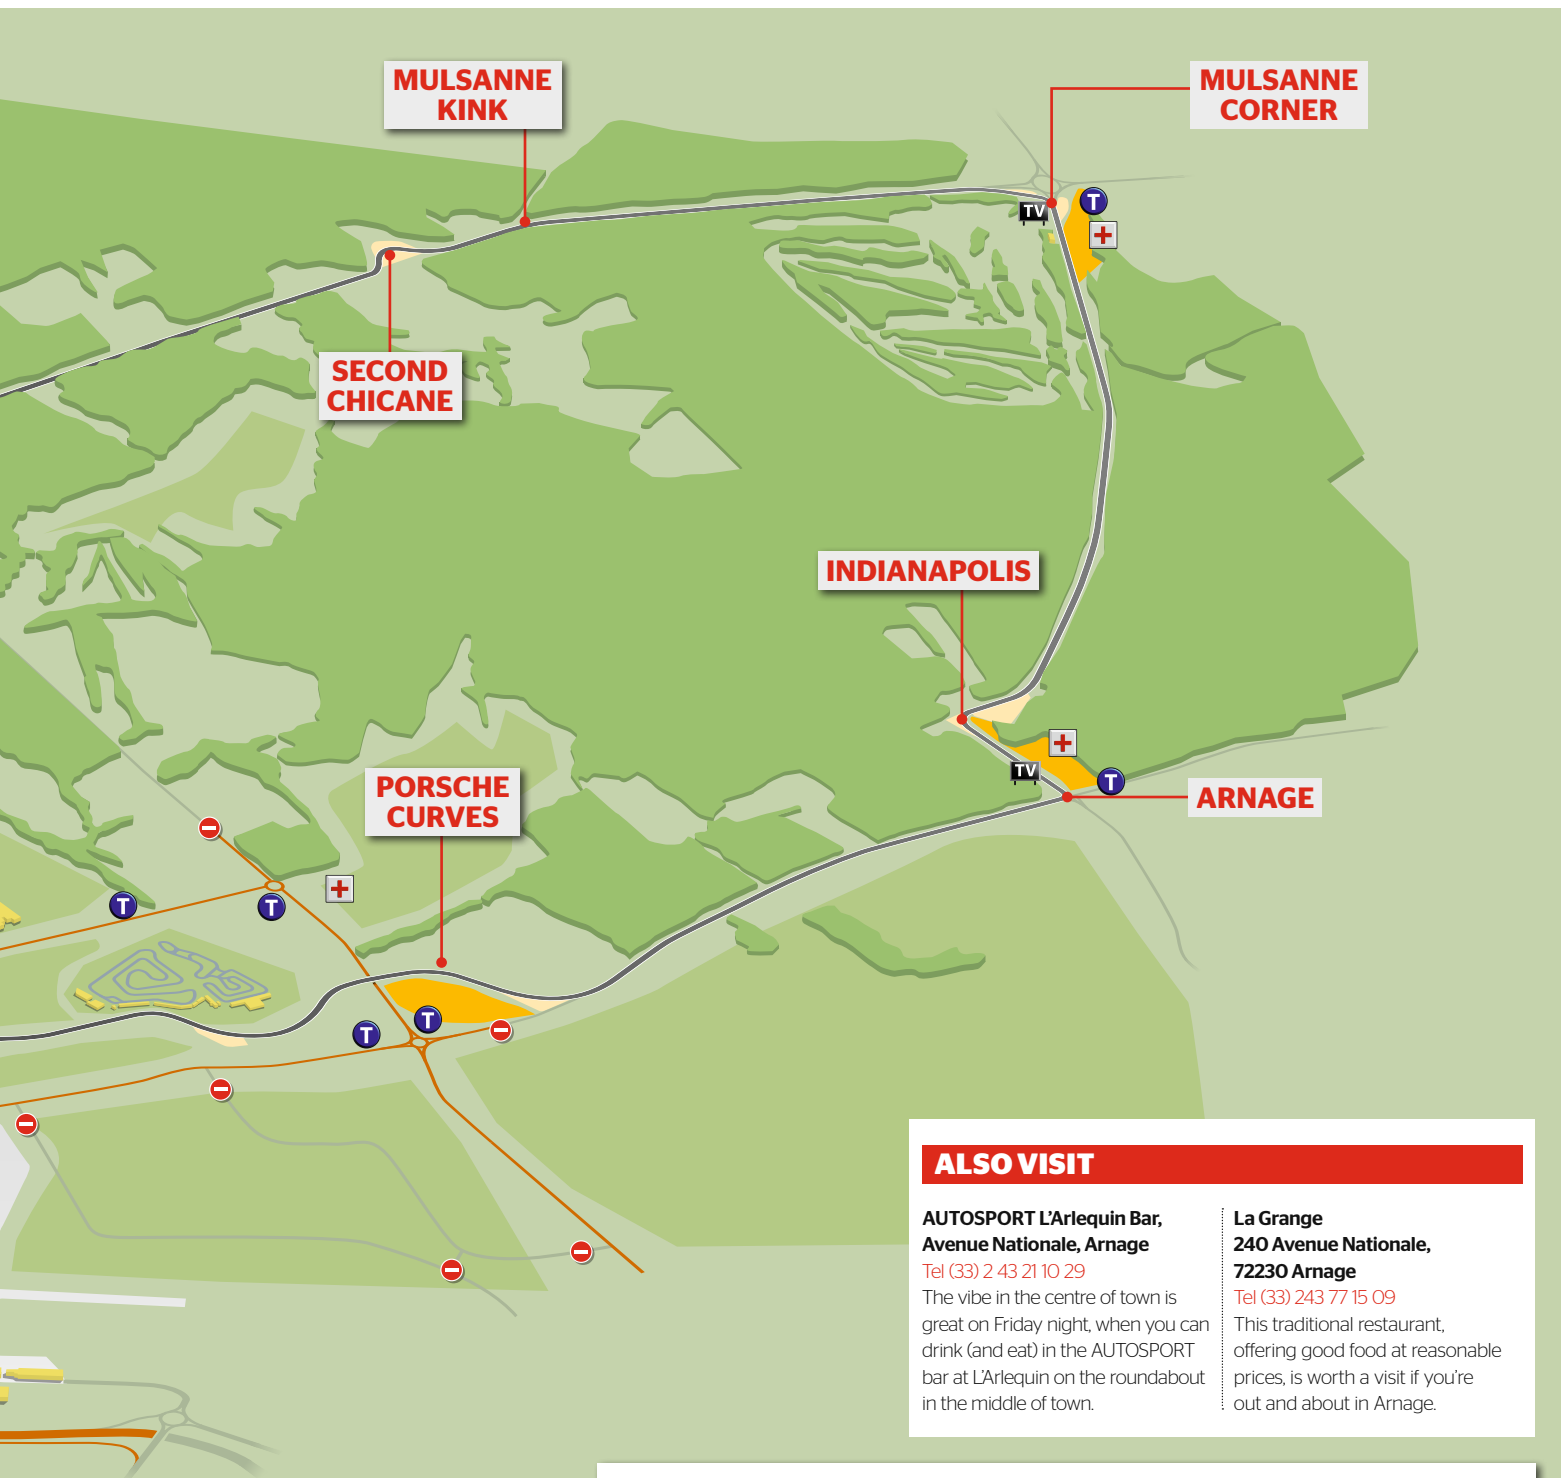 MULSANNE
KINK
MULSANNE
CORNER
TV
T
SECOND
CHICANE
INDIANAPOLIS
TV
T
ARNAGE
PORSCHE
CURVES
T
T
T
T
ALSO VISIT
AUTOSPORT L'Arlequin Bar,
Avenue Nationale, Arnage
Tel (33) 2 43 21 10 29
The vibe in the centre of town is
great on Friday night, when you can
drink (and eat) in the AUTOSPORT
bar at L'Arlequin on the roundabout
in the middle of town.
La Grange
240 Avenue Nationale,
72230 Arnage
Tel (33) 243 77 15 09
This traditional restaurant,
offering good food at reasonable
prices, is worth a visit if you're
out and about in Arnage.